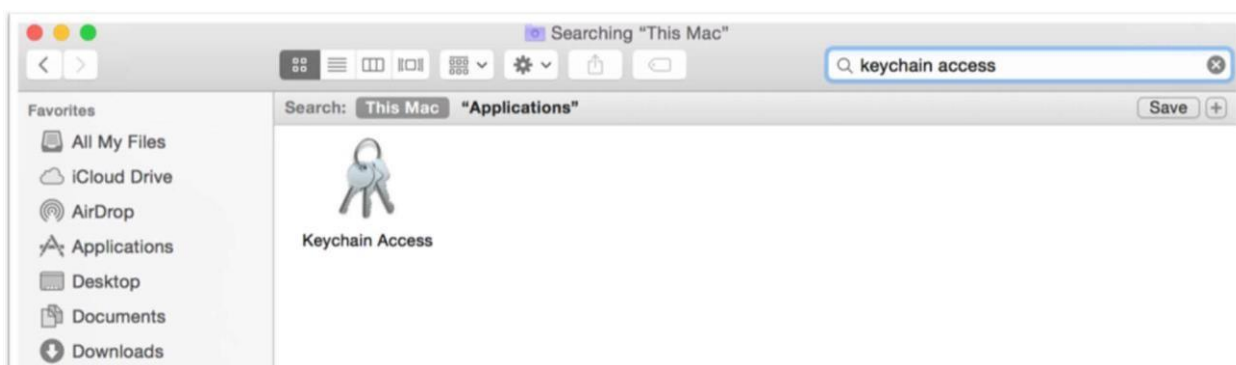 Searching "This Mac"
keychain access
Favorites
All My Files
iCloud Drive
AirDrop
Applications
Desktop
Documents
Downloads
Search: This Mac "Applications" Save +
Keychain Access